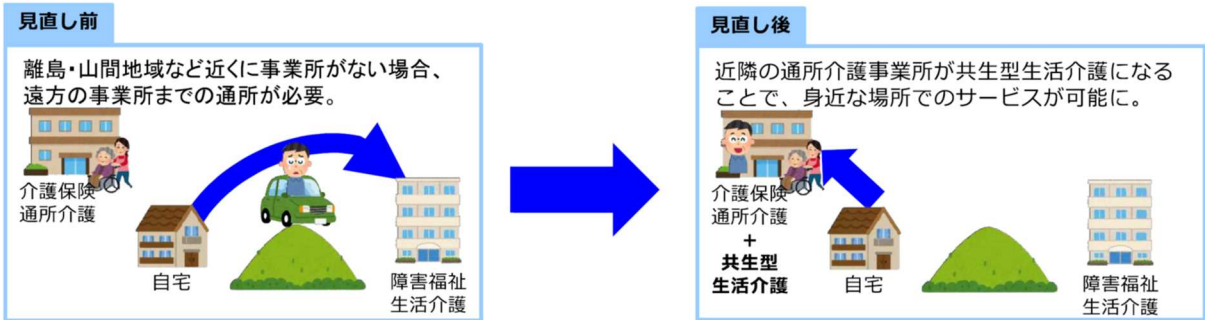 見直し前
離島・山間地域など近くに事業所がない場合、
遠方の事業所までの通所が必要。
介護保険
通所介護
自宅
障害福祉
生活介護
見直し後
近隣の通所介護事業所が共生型生活介護になる
ことで、身近な場所でのサービスが可能に。
介護保険
通所介護
+
共生型
生活介護
自宅
障害福祉
生活介護